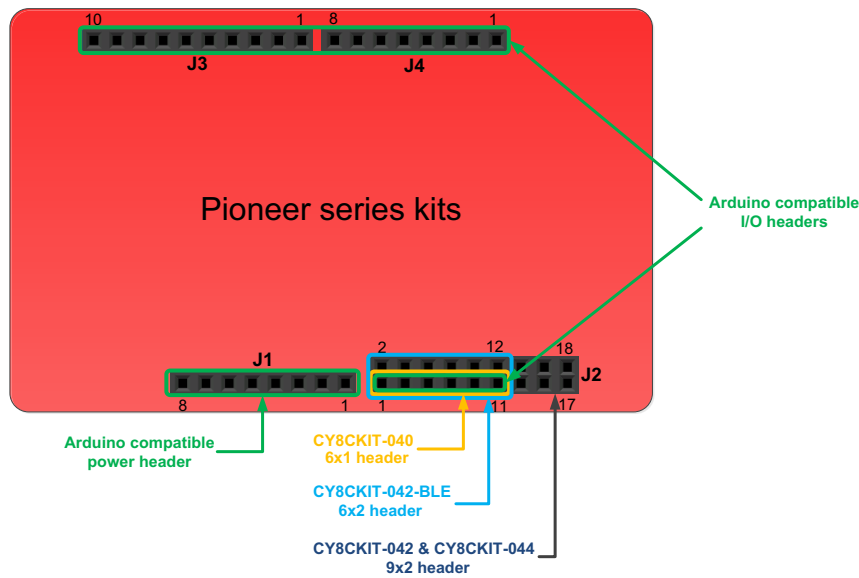 10 1 8 1
J3 J4
Pioneer series kits
Arduino compatible
I/O headers
2 12 18
J1
J2
8 1 1 11 17
Arduino compatible
power header
CY8CKIT-040
6x1 header
CY8CKIT-042-BLE
6x2 header
CY8CKIT-042 & CY8CKIT-044
9x2 header